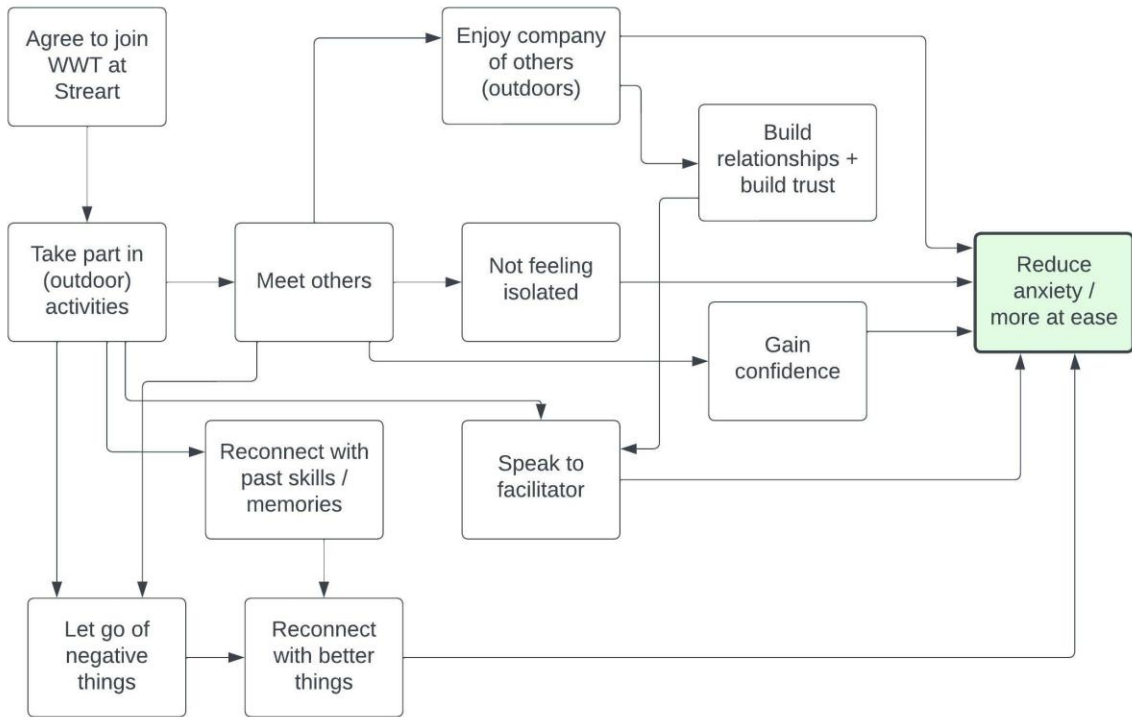 Agree to join
WWT at
Streart
Enjoy company
of others
(outdoors)
Build
relationships +
build trust
Take part in
(outdoor)
activities
Meet others
Not feeling
isolated
Reduce
anxiety /
more at ease
Gain
confidence
Reconnect with
past skills /
memories
Speak to
facilitator
Let go of
negative
things
Reconnect
with better
things